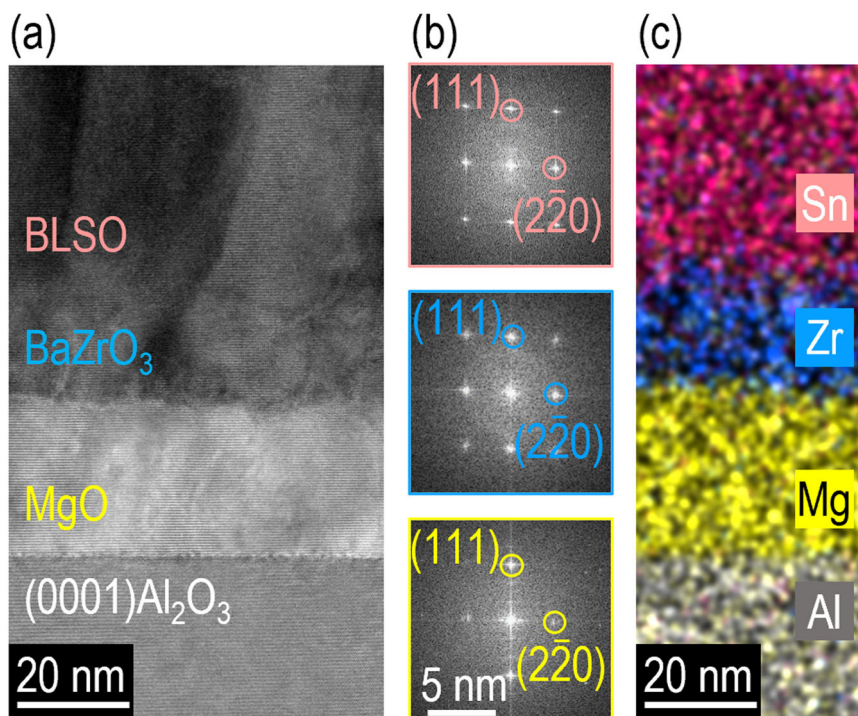 (a)
BLSO
BaZrO₃
MgO
(0001)Al₂O₃
20 nm
(b)
(111)
(22̄0)
(111)
(22̄0)
(111)
(22̄0)
5 nm
(c)
Sn
Zr
Mg
Al
20 nm